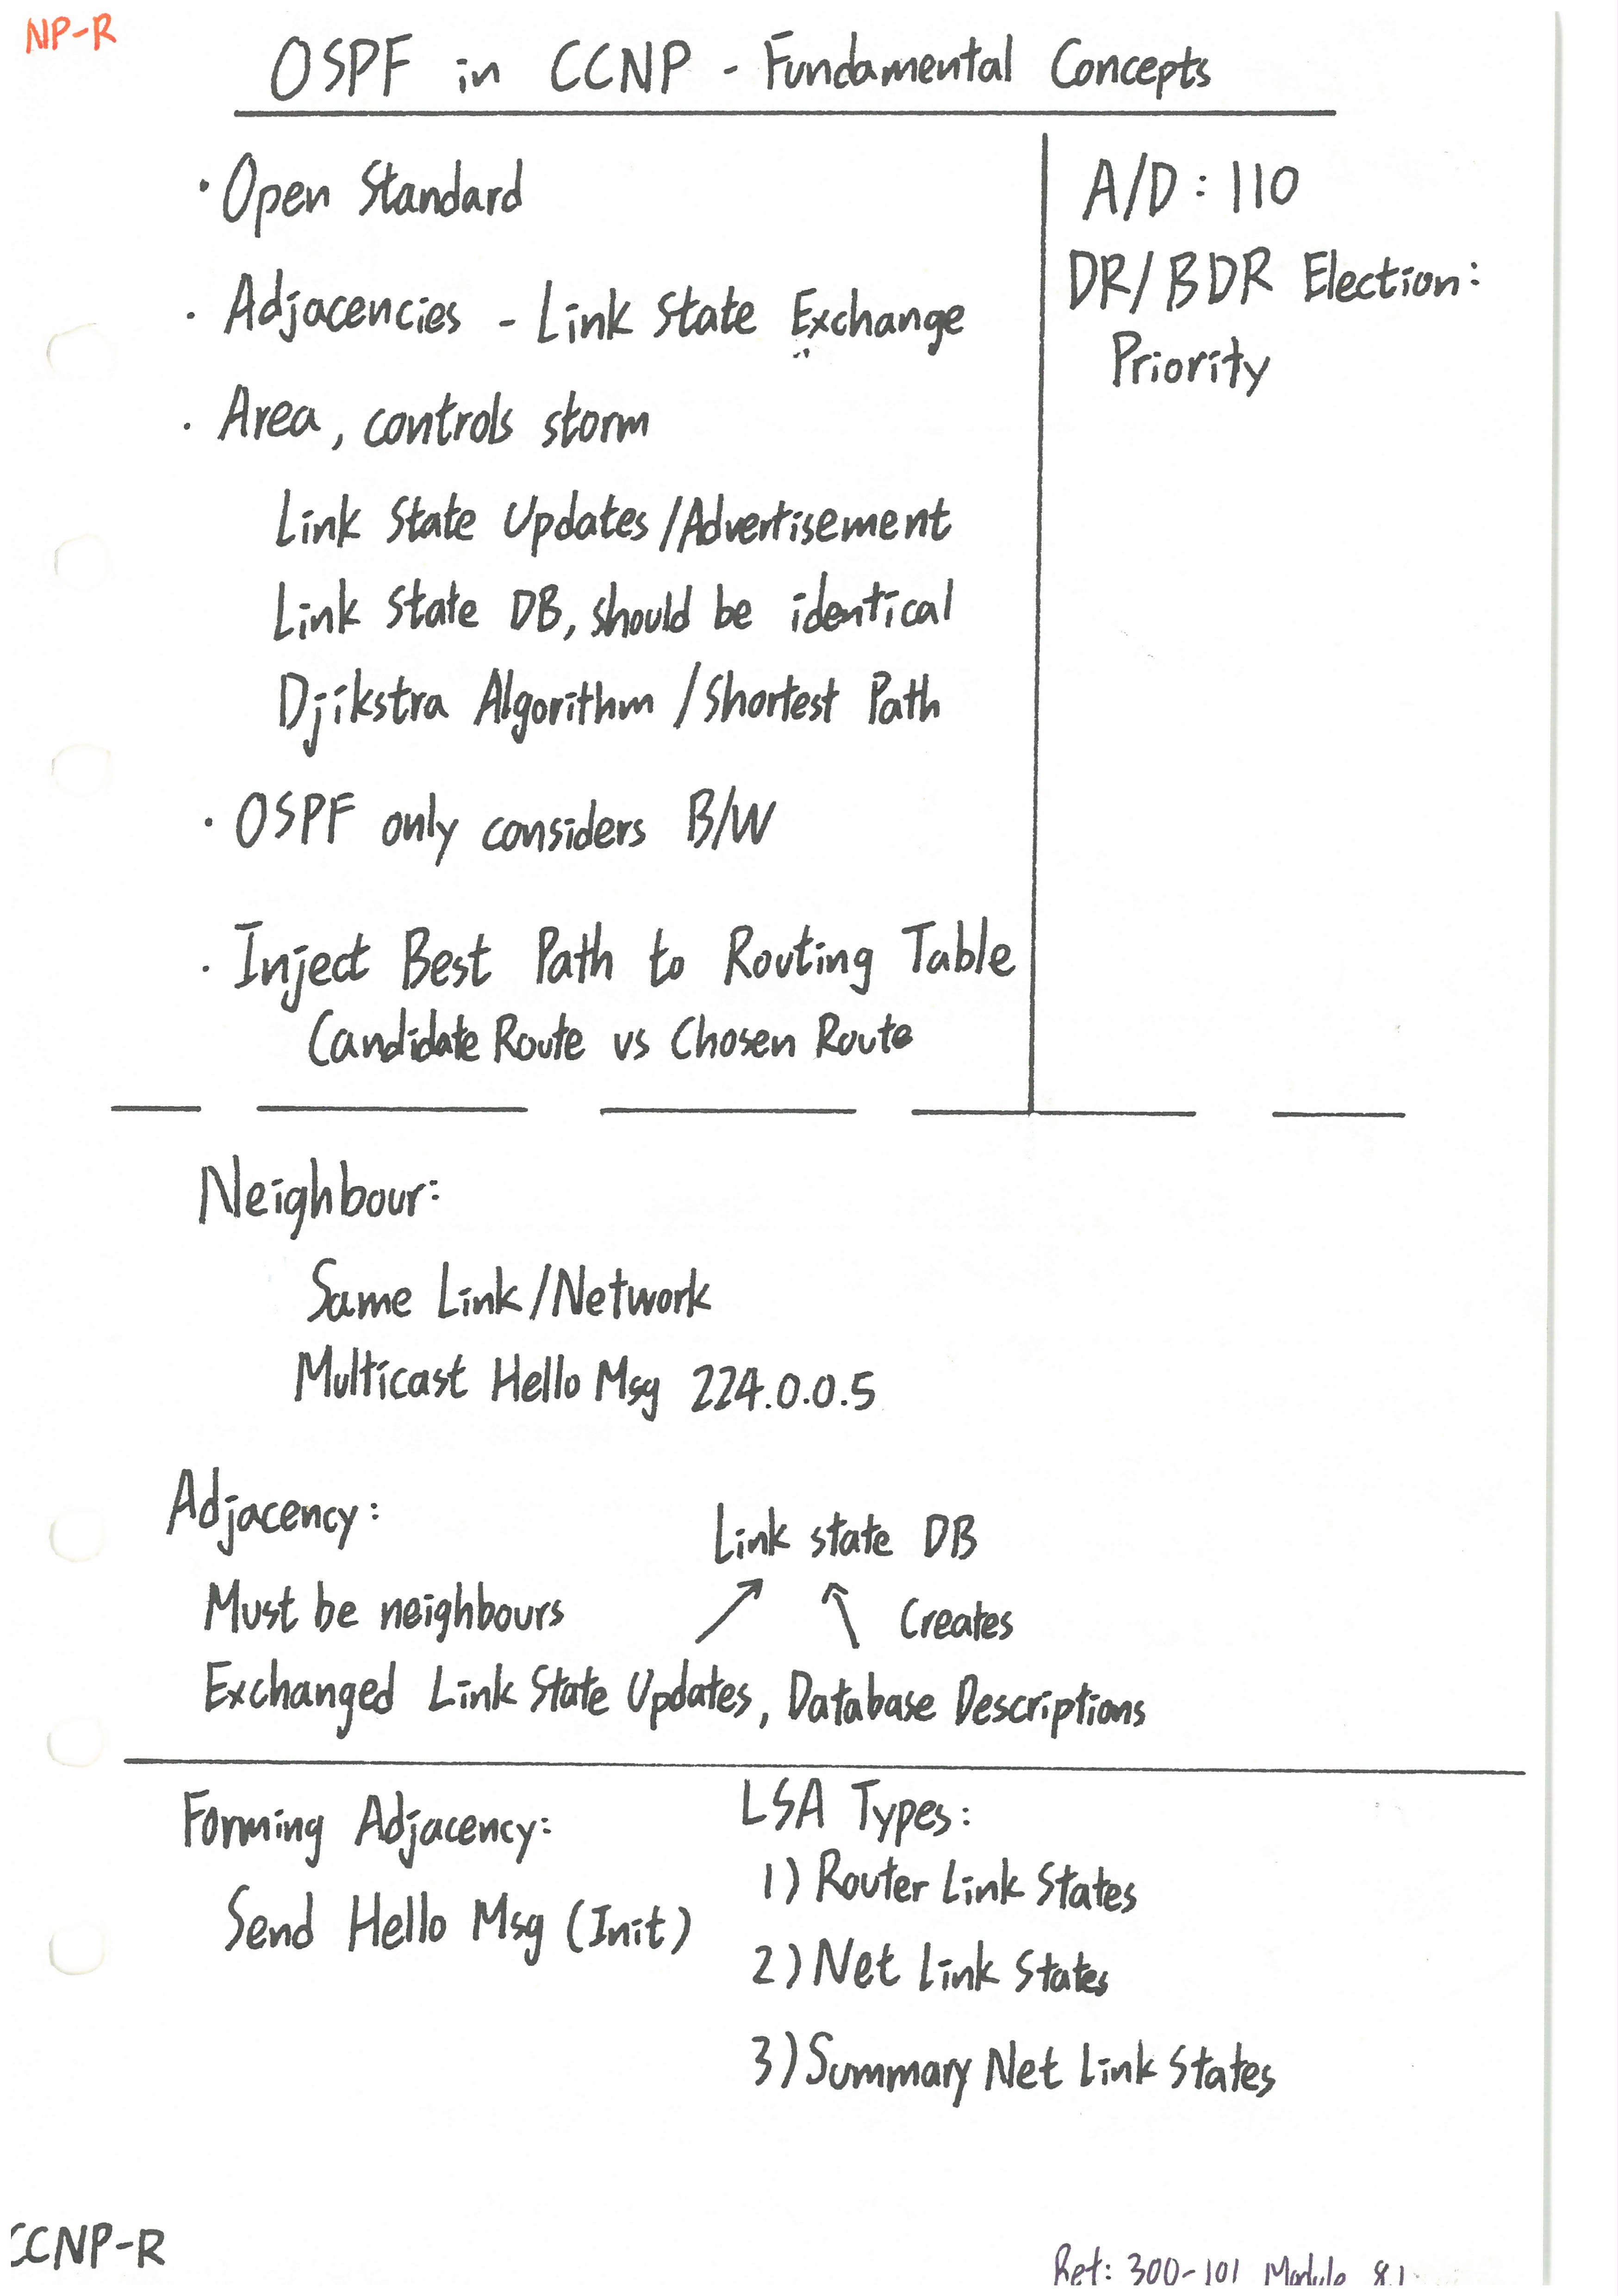 NP-R
OSPF in CCNP - Fundamental Concepts
· Open Standard
· Adjacencies - Link State Exchange
· Area, controls storm
Link State Updates/Advertisement
Link State DB, should be identical
Djikstra Algorithm/Shortest Path
· OSPF only considers B/W
· Inject Best Path to Routing Table
Candidate Route vs Chosen Route
A/D: 110
DR/BDR Election:
Priority
Neighbour:
Same Link/Network
Multicast Hello Msg 224.0.0.5
Adjacency:
Link state DB
Must be neighbours
Creates
Exchanged Link State Updates, Database Descriptions
Forming Adjacency:
Send Hello Msg (Init)
LSA Types:
1) Router Link States
2) Net Link States
3) Summary Net Link States
CCNP-R
Ref: 300-101 Module 8.1